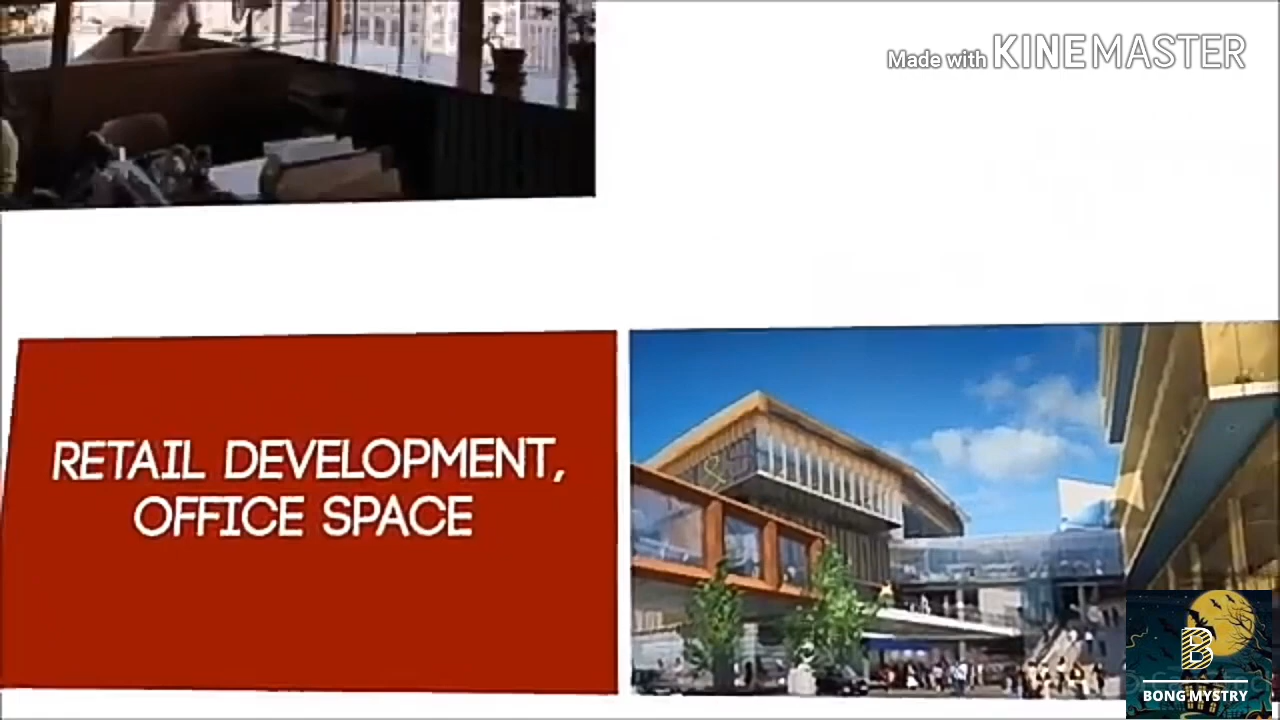 Made with KINEMASTER
RETAIL DEVELOPMENT,
OFFICE SPACE
B
BONG MYSTRY